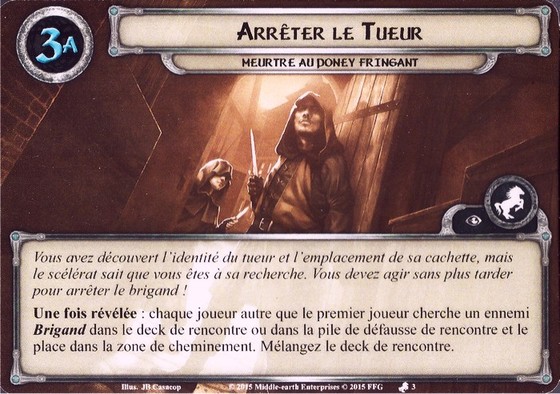 3A
Arrêter le Tueur
Meurtre au Poney Fringant
Vous avez découvert l'identité du tueur et l'emplacement de sa cachette, mais
le scélérat sait que vous êtes à sa recherche. Vous devez agir sans plus tarder
pour arrêter le brigand !
Une fois révélée : chaque joueur autre que le premier joueur cherche un ennemi
Brigand dans le deck de rencontre ou dans la pile de défausse de rencontre et le
place dans la zone de cheminement. Mélangez le deck de rencontre.
Illus. JB Casacop © 2015 Middle-earth Enterprises © 2015 FFG 3